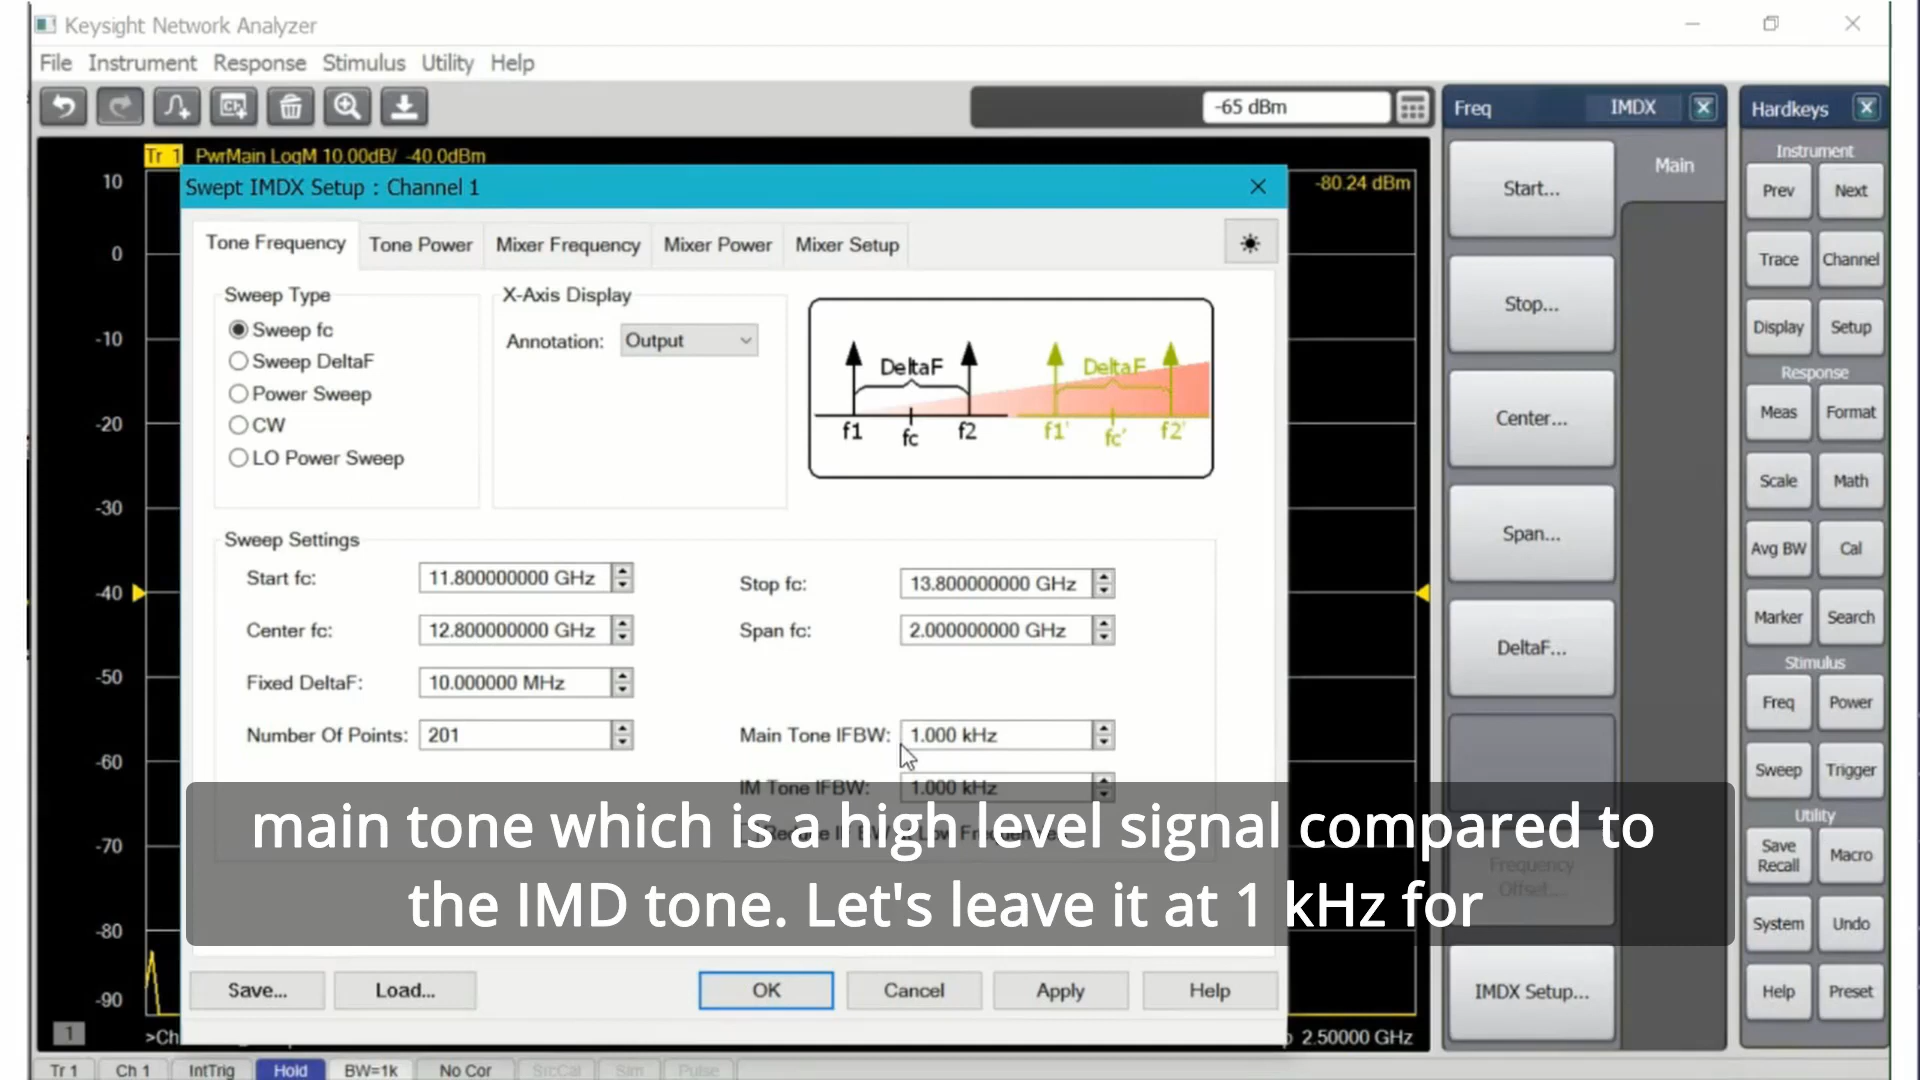 Keysight Network Analyzer
File Instrument Response Stimulus Utility Help
CH
-65 dBm
Tr 1 PwrMain LogM 10.00dB/ -40.0dBm
10
0
-10
-20
-30
-40
-50
-60
-70
-80
-90
-80.24 dBm
Swept IMDX Setup : Channel 1
Tone Frequency Tone Power Mixer Frequency Mixer Power Mixer Setup
Sweep Type
Sweep fc
Sweep DeltaF
Power Sweep
CW
LO Power Sweep
X-Axis Display
Annotation: Output
DeltaF DeltaF
f1 fc f2 f1' fc' f2'
Sweep Settings
Start fc: 11.800000000 GHz Stop fc: 13.800000000 GHz
Center fc: 12.800000000 GHz Span fc: 2.000000000 GHz
Fixed DeltaF: 10.000000 MHz
Number Of Points: 201 Main Tone IFBW: 1.000 kHz
IM Tone IFBW: 1.000 kHz
main tone which is a high level signal compared to
the IMD tone. Let's leave it at 1 kHz for
Save... Load... OK Cancel Apply Help
1 >Ch 2.50000 GHz
Tr 1 Ch 1 IntTrig Hold BW=1k No Cor SrcCal Sim Pulse
Freq IMDX
Main
Start...
Stop...
Center...
Span...
DeltaF...
Frequency
Offset...
IMDX Setup...
Hardkeys
Instrument
Prev Next
Trace Channel
Display Setup
Response
Meas Format
Scale Math
Avg BW Cal
Marker Search
Stimulus
Freq Power
Sweep Trigger
Utility
Save
Recall
Macro
System Undo
Help Preset